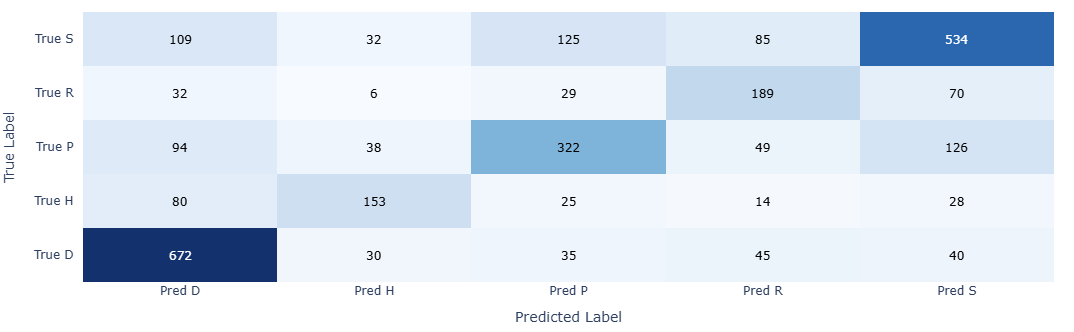 True S 109 32 125 85 534
True R 32 6 29 189 70
True P 94 38 322 49 126
True H 80 153 25 14 28
True D 672 30 35 45 40
Pred D Pred H Pred P Pred R Pred S
Predicted Label
True Label